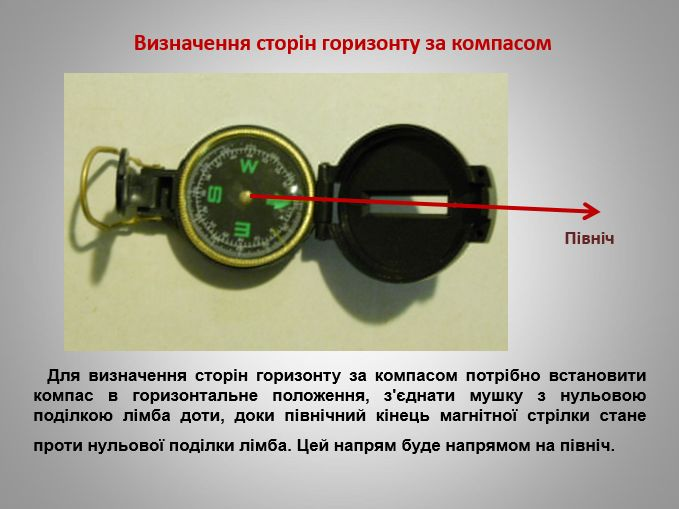 Визначення сторін горизонту за компасом
W
S
E
Північ
Для визначення сторін горизонту за компасом потрібно встановити
компас в горизонтальне положення, з'єднати мушку з нульовою
поділкою лімба доти, доки північний кінець магнітної стрілки стане
проти нульової поділки лімба. Цей напрям буде напрямом на північ.